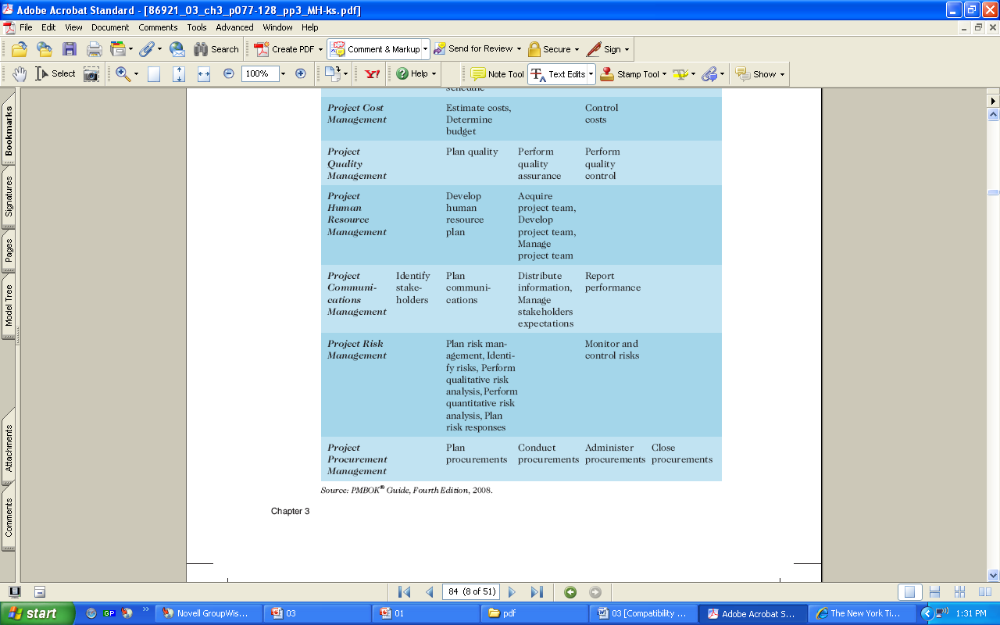 Adobe Acrobat Standard - [86921_03_ch3_p077-128_pp3_MH-ks.pdf]
File Edit View Document Comments Tools Advanced Window Help
Search Create PDF Comment & Markup Send for Review Secure Sign
Select 100% Y! Help Note Tool Text Edits Stamp Tool Show
Bookmarks
Signatures
Pages
Model Tree
Attachments
Comments
schedule
Project Cost Estimate costs, Control
Management Determine costs
budget
Project Plan quality Perform Perform
Quality quality quality
Management assurance control
Project Develop Acquire
Human human project team,
Resource resource Develop
Management plan project team,
Manage
project team
Project Identify Plan Distribute Report
Communi- stake- communi- information, performance
cations holders cations Manage
Management stakeholders
expectations
Project Risk Plan risk man- Monitor and
Management agement, Identi- control risks
fy risks, Perform
qualitative risk
analysis, Perform
quantitative risk
analysis, Plan
risk responses
Project Plan Conduct Administer Close
Procurement procurements procurements procurements procurements
Management
Source: PMBOK® Guide, Fourth Edition, 2008.
Chapter 3
84 (8 of 51)
start GP Novell GroupWis... 03 01 pdf 03 [Compatibility ... Adobe Acrobat S... The New York Ti... 1:31 PM